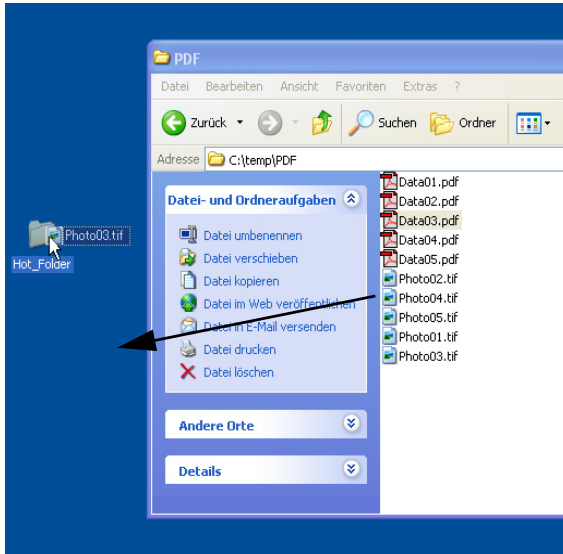 PDF
Datei Bearbeiten Ansicht Favoriten Extras ?
Zurück Suchen Ordner
Adresse C:\temp\PDF
Datei- und Ordneraufgaben
Datei umbenennen
Datei verschieben
Datei kopieren
Datei im Web veröffentlichen
Datei in E-Mail versenden
Datei drucken
Datei löschen
Andere Orte
Details
Data01.pdf
Data02.pdf
Data03.pdf
Data04.pdf
Data05.pdf
Photo02.tif
Photo04.tif
Photo05.tif
Photo01.tif
Photo03.tif
Photo03.tif
Hot_Folder